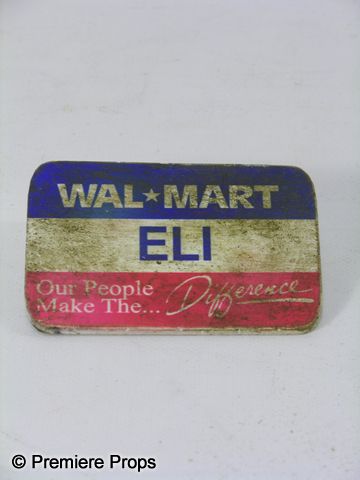 WAL★MART
ELI
Our People
Make The... Difference
© Premiere Props